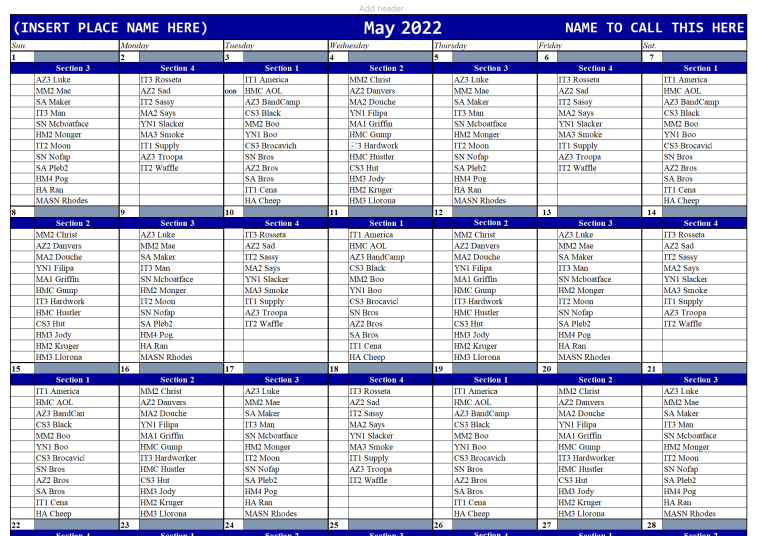 Add header
(INSERT PLACE NAME HERE) May 2022 NAME TO CALL THIS HERE
Sun. Monday Tuesday Wednesday Thursday Friday Sat.
1 2 3 4 5 6 7
Section 3 Section 4 Section 1 Section 2 Section 3 Section 4 Section 1
AZ3 Luke IT3 Rosseta IT1 America MM2 Christ AZ3 Luke IT3 Rosseta IT1 America
MM2 Mae AZ2 Sad OOD HMC AOL AZ2 Danvers MM2 Mae AZ2 Sad HMC AOL
SA Maker IT2 Sassy AZ3 BandCamp MA2 Douche SA Maker IT2 Sassy AZ3 BandCamp
IT3 Man MA2 Says CS3 Black YN1 Filipa IT3 Man MA2 Says CS3 Black
SN Mcboatface YN1 Slacker MM2 Boo MA1 Griffin SN Mcboatface YN1 Slacker MM2 Boo
HM2 Monger MA3 Smoke YN1 Boo HMC Gump HM2 Monger MA3 Smoke YN1 Boo
IT2 Moon IT1 Supply CS3 Brocavich 3 Hardwork IT2 Moon IT1 Supply CS3 Brocavicl
SN Nofap AZ3 Troopa SN Bros HMC Hustler SN Nofap AZ3 Troopa SN Bros
SA Pleb2 IT2 Waffle AZ2 Bros CS3 Hut SA Pleb2 IT2 Waffle AZ2 Bros
HM4 Pog SA Bros HM3 Jody HM4 Pog SA Bros
HA Ran IT1 Cena HM2 Kruger HA Ran IT1 Cena
MASN Rhodes HA Cheep HM3 Llorona MASN Rhodes HA Cheep
8 9 10 11 12 13 14
Section 2 Section 3 Section 4 Section 1 Section 2 Section 3 Section 4
MM2 Christ AZ3 Luke IT3 Rosseta IT1 America MM2 Christ AZ3 Luke IT3 Rosseta
AZ2 Danvers MM2 Mae AZ2 Sad HMC AOL AZ2 Danvers MM2 Mae AZ2 Sad
MA2 Douche SA Maker IT2 Sassy AZ3 BandCamp MA2 Douche SA Maker IT2 Sassy
YN1 Filipa IT3 Man MA2 Says CS3 Black YN1 Filipa IT3 Man MA2 Says
MA1 Griffin SN Mcboatface YN1 Slacker MM2 Boo MA1 Griffin SN Mcboatface YN1 Slacker
HMC Gump HM2 Monger MA3 Smoke YN1 Boo HMC Gump HM2 Monger MA3 Smoke
IT3 Hardwork IT2 Moon IT1 Supply CS3 Brocavicl IT3 Hardwork IT2 Moon IT1 Supply
HMC Hustler SN Nofap AZ3 Troopa SN Bros HMC Hustler SN Nofap AZ3 Troopa
CS3 Hut SA Pleb2 IT2 Waffle AZ2 Bros CS3 Hut SA Pleb2 IT2 Waffle
HM3 Jody HM4 Pog SA Bros HM3 Jody HM4 Pog
HM2 Kruger HA Ran IT1 Cena HM2 Kruger HA Ran
HM3 Llorona MASN Rhodes HA Cheep HM3 Llorona MASN Rhodes
15 16 17 18 19 20 21
Section 1 Section 2 Section 3 Section 4 Section 1 Section 2 Section 3
IT1 America MM2 Christ AZ3 Luke IT3 Rosseta IT1 America MM2 Christ AZ3 Luke
HMC AOL AZ2 Danvers MM2 Mae AZ2 Sad HMC AOL AZ2 Danvers MM2 Mae
AZ3 BandCan MA2 Douche SA Maker IT2 Sassy AZ3 BandCamp MA2 Douche SA Maker
CS3 Black YN1 Filipa IT3 Man MA2 Says CS3 Black YN1 Filipa IT3 Man
MM2 Boo MA1 Griffin SN Mcboatface YN1 Slacker MM2 Boo MA1 Griffin SN Mcboatface
YN1 Boo HMC Gump HM2 Monger MA3 Smoke YN1 Boo HMC Gump HM2 Monger
CS3 Brocavicl IT3 Hardworker IT2 Moon IT1 Supply CS3 Brocavich IT3 Hardworker IT2 Moon
SN Bros HMC Hustler SN Nofap AZ3 Troopa SN Bros HMC Hustler SN Nofap
AZ2 Bros CS3 Hut SA Pleb2 IT2 Waffle AZ2 Bros CS3 Hut SA Pleb2
SA Bros HM3 Jody HM4 Pog SA Bros HM3 Jody HM4 Pog
IT1 Cena HM2 Kruger HA Ran IT1 Cena HM2 Kruger HA Ran
HA Cheep HM3 Llorona MASN Rhodes HA Cheep HM3 Llorona MASN Rhodes
22 23 24 25 26 27 28